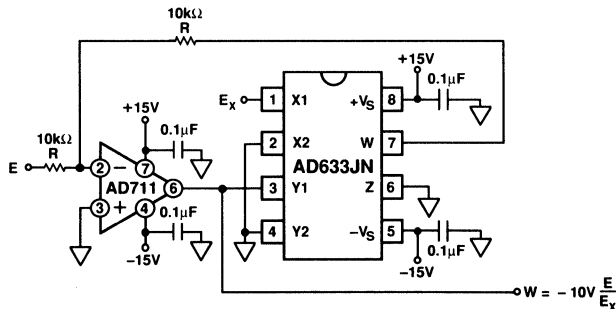 10kΩ
R
+15V
0.1μF
E_X
1 X1 +V_S 8
+15V
0.1μF
10kΩ
R
E
2 − 7
AD711 6
3 + 4
0.1μF
−15V
2 X2 W 7
AD633JN
3 Y1 Z 6
4 Y2 −V_S 5
0.1μF
−15V
W = − 10V E/E_X